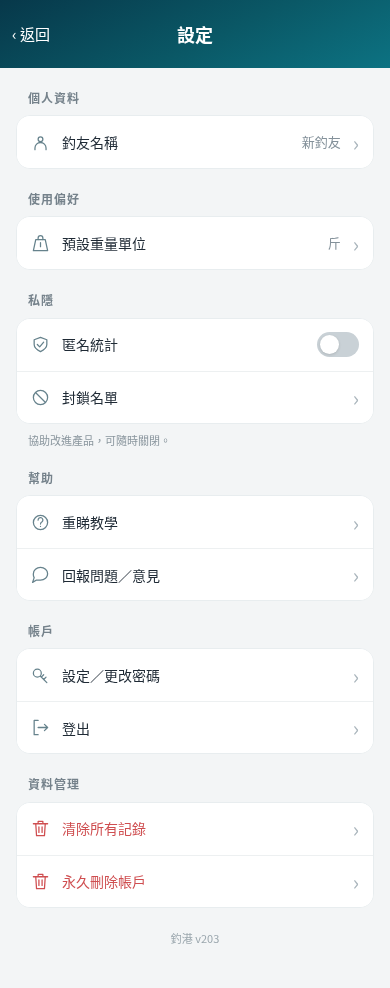 ‹ 返回
設定
個人資料
釣友名稱
新釣友 ›
使用偏好
預設重量單位
斤 ›
私隱
匿名統計
封鎖名單 ›
協助改進產品，可隨時關閉。
幫助
重睇教學 ›
回報問題／意見 ›
帳戶
設定／更改密碼 ›
登出 ›
資料管理
清除所有記錄 ›
永久刪除帳戶 ›
釣港 v203